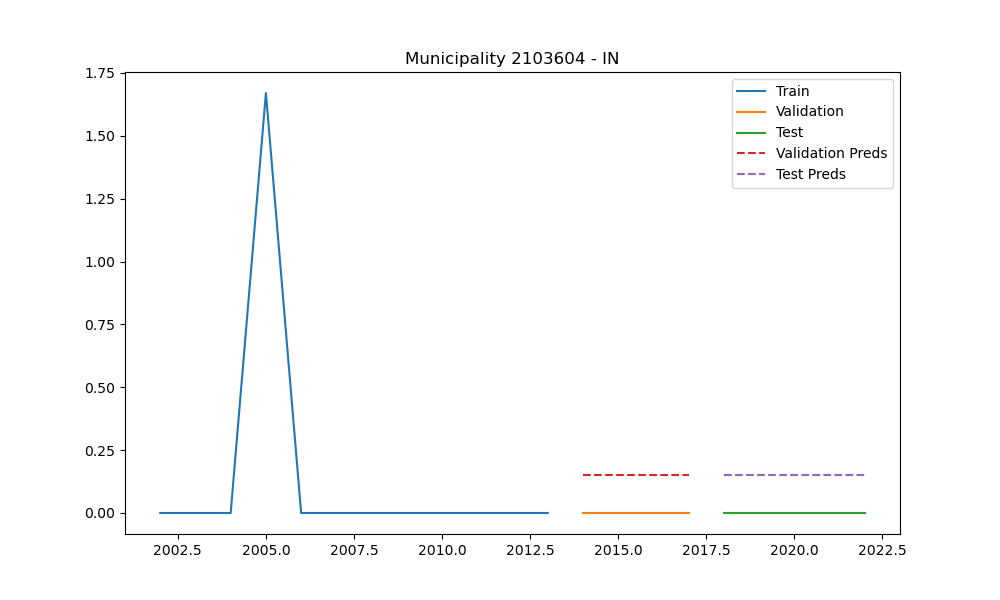 Municipality 2103604 - IN
1.75
1.50
1.25
1.00
0.75
0.50
0.25
0.00
Train
Validation
Test
Validation Preds
Test Preds
2002.5 2005.0 2007.5 2010.0 2012.5 2015.0 2017.5 2020.0 2022.5